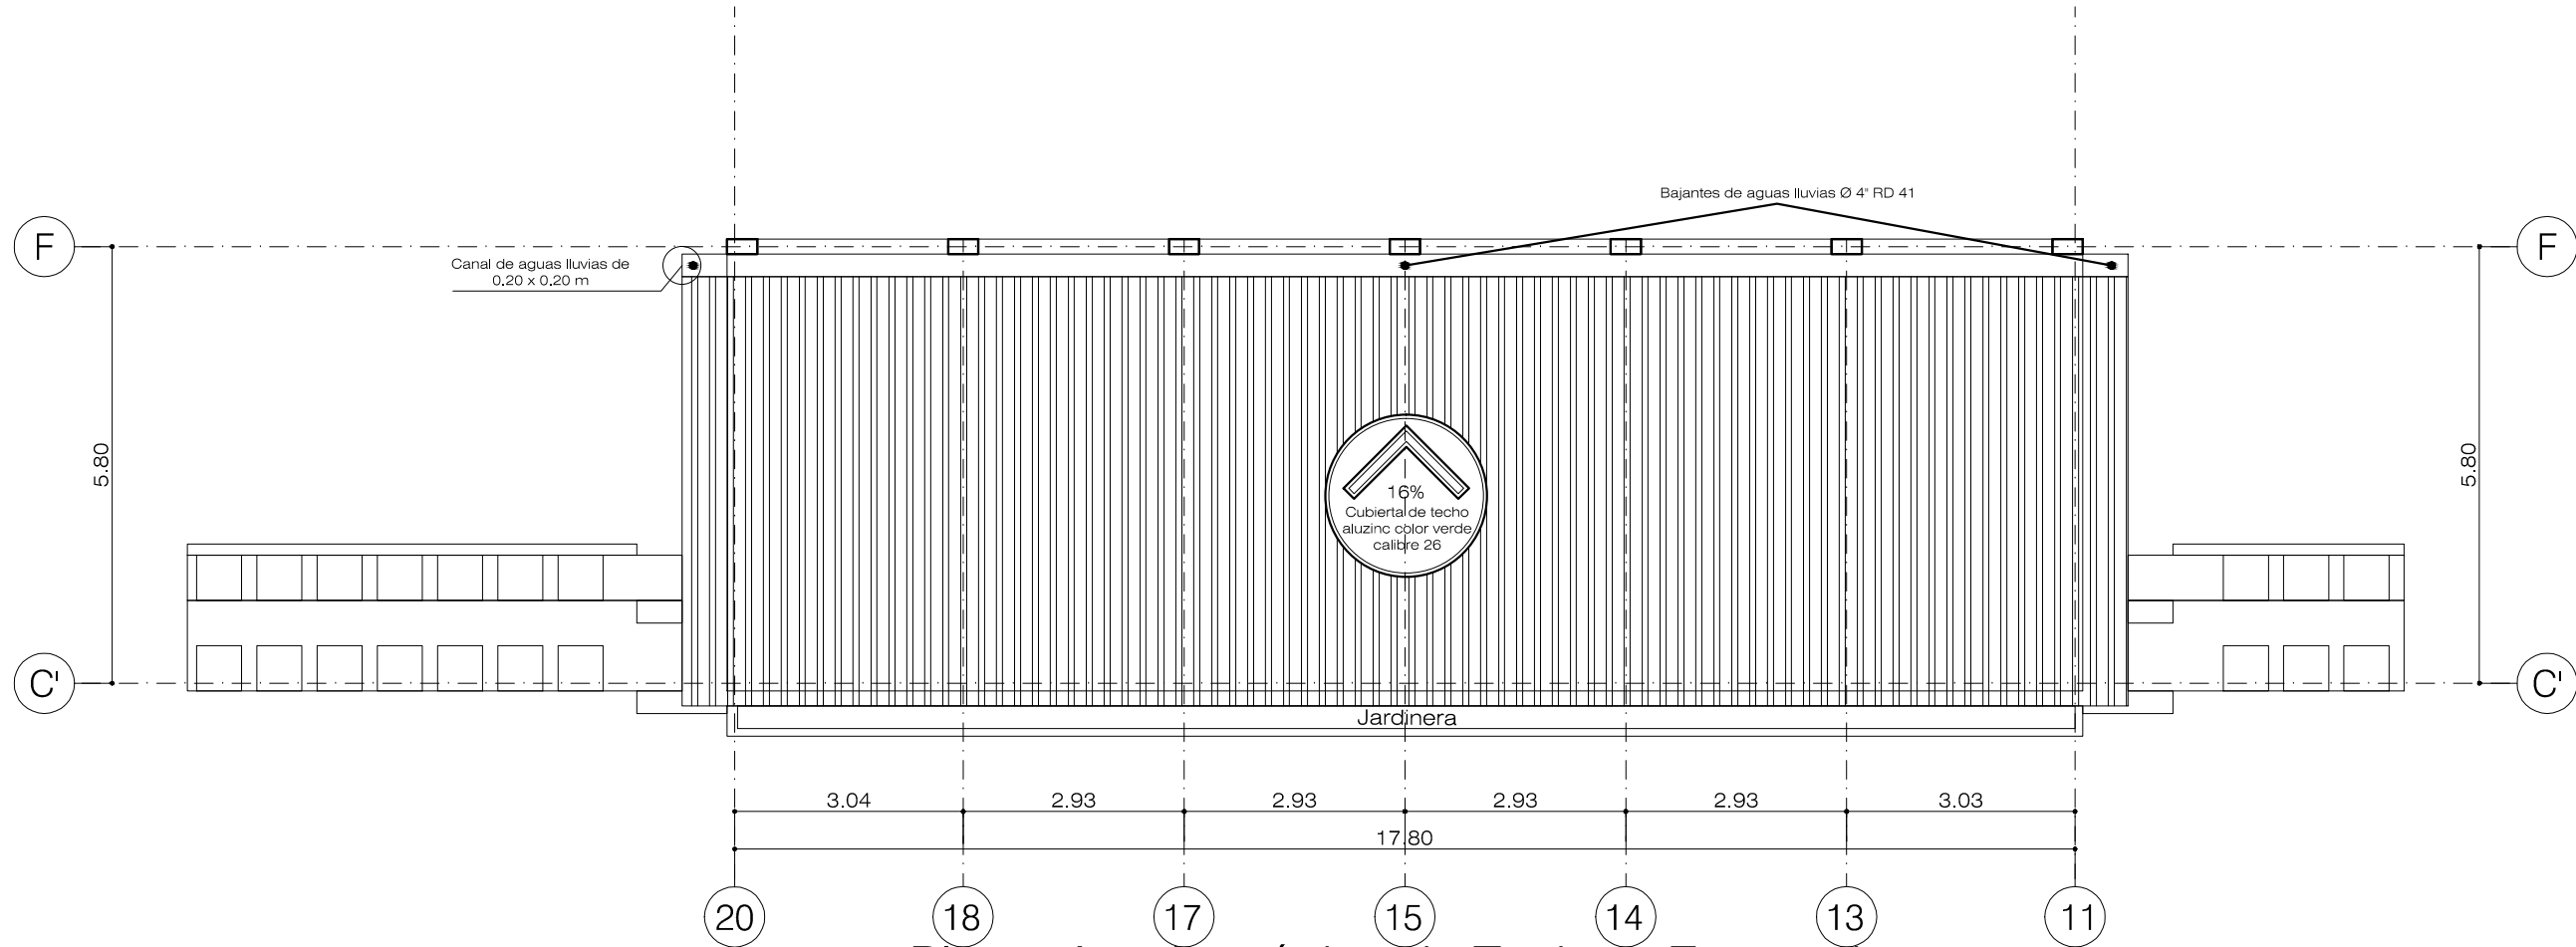 Bajantes de aguas lluvias Ø 4" RD 41
F
F
Canal de aguas lluvias de
0.20 x 0.20 m
5.80
5.80
16%
Cubierta de techo
aluzinc color verde
calibre 26
C'
C'
Jardinera
3.04
2.93
2.93
2.93
2.93
3.03
17.80
20
18
17
15
14
13
11